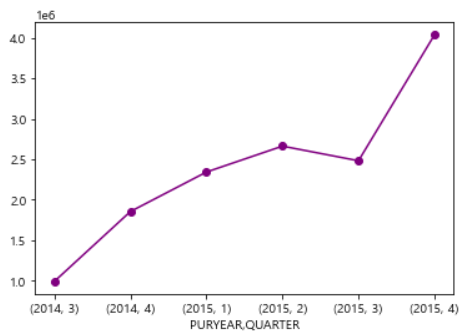 1e6
4.0
3.5
3.0
2.5
2.0
1.5
1.0
(2014, 3) (2014, 4) (2015, 1) (2015, 2) (2015, 3) (2015, 4)
PURYEAR,QUARTER